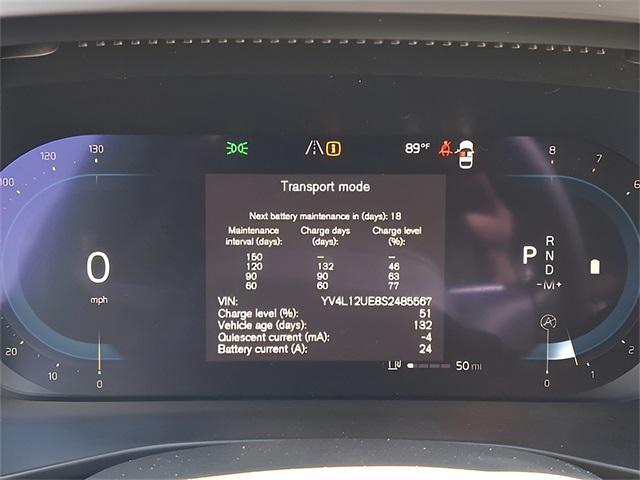 120 130
89°F
8 7
100 6
Transport mode
Next battery maintenance in (days): 18
Maintenance interval (days): Charge days (days): Charge level (%):
150 – –
120 132 46
90 90 63
60 60 77
VIN: YV4L12UE8S2485567
Charge level (%): 51
Vehicle age (days): 132
Quiescent current (mA): -4
Battery current (A): 24
0
mph
P
R
N
D
-M+
A
20 10 0
50 mi
0 1 2